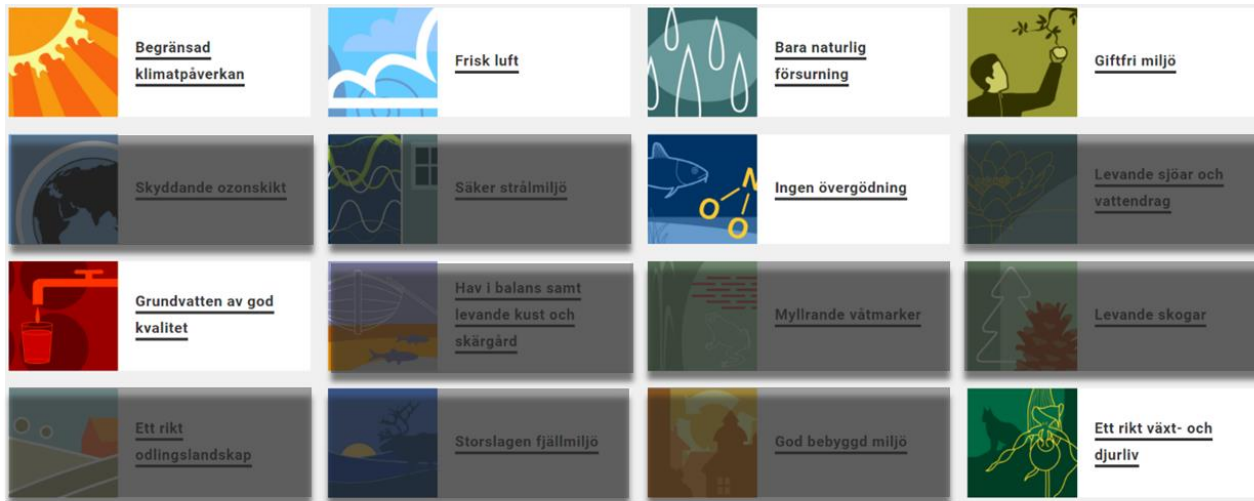 Begränsad
klimatpåverkan
Frisk luft
Bara naturlig
försurning
Giftfri miljö
Skyddande ozonskikt
Säker strålmiljö
N
O
O
Ingen övergödning
Levande sjöar och
vattendrag
Grundvatten av god
kvalitet
Hav i balans samt
levande kust och
skärgård
Myllrande våtmarker
Levande skogar
Ett rikt
odlingslandskap
Storslagen fjällmiljö
God bebyggd miljö
Ett rikt växt- och
djurliv